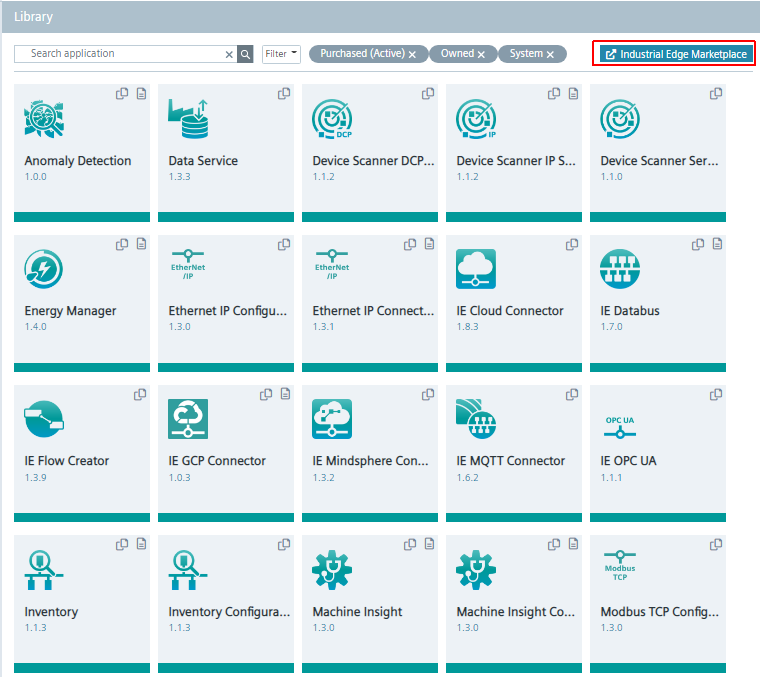 Library
Search application
Filter
Purchased (Active)
Owned
System
Industrial Edge Marketplace
DCP
IP
Anomaly Detection
Data Service
Device Scanner DCP...
Device Scanner IP S...
Device Scanner Ser...
1.0.0
1.3.3
1.1.2
1.1.2
1.1.0
EtherNet
/IP
EtherNet
/IP
Energy Manager
Ethernet IP Configu...
Ethernet IP Connect...
IE Cloud Connector
IE Databus
1.4.0
1.3.0
1.3.1
1.8.3
1.7.0
OPC UA
IE Flow Creator
IE GCP Connector
IE Mindsphere Con...
IE MQTT Connector
IE OPC UA
1.3.9
1.0.3
1.3.2
1.6.2
1.1.1
Modbus
TCP
Inventory
Inventory Configura...
Machine Insight
Machine Insight Co...
Modbus TCP Config...
1.1.3
1.1.3
1.3.0
1.3.0
1.3.0